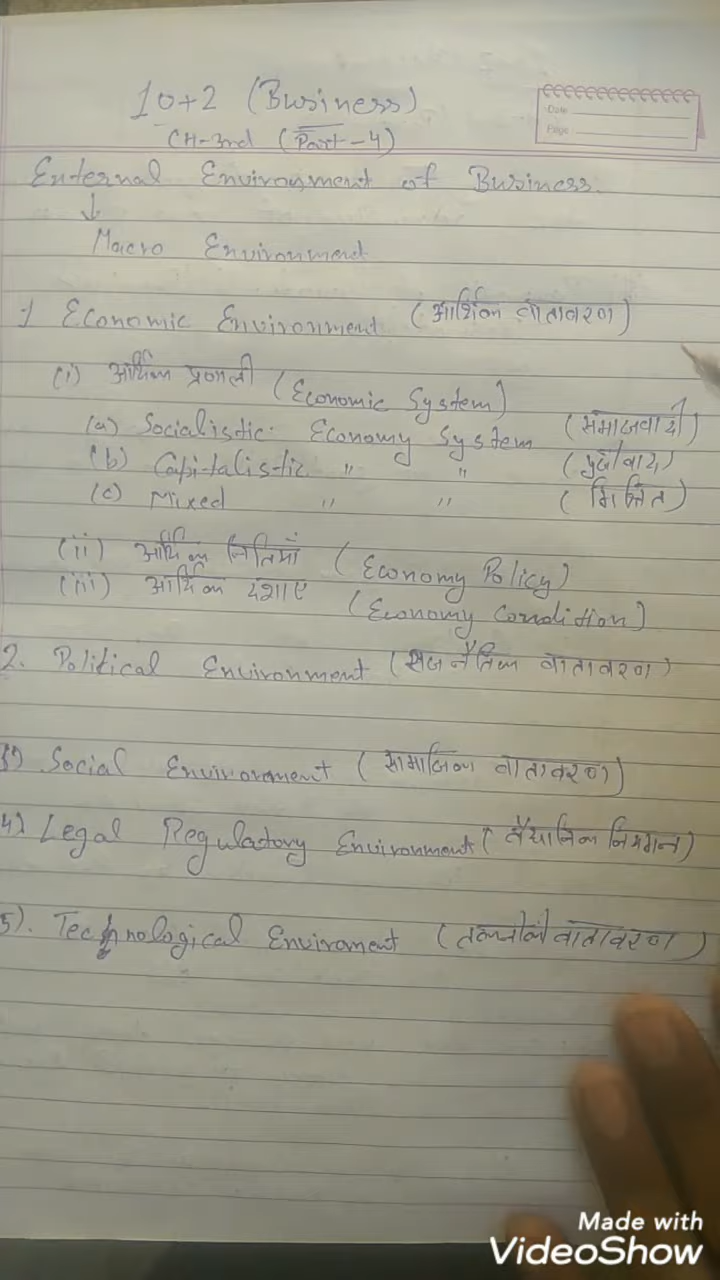 10+2 (Business)
CH-3rd (Part-4)
Date
Page
External Environment of Business.
↓
Macro Environment
1 Economic Environment (आर्थिक वातावरण)
(i) आर्थिक प्रणाली (Economic System)
(a) Socialistic Economy System (समाजवादी)
(b) Capitalistic " " (पुंजीवाद)
(c) Mixed " " (मिश्रित)
(ii) आर्थिक नितियाँ (Economy Policy)
(iii) आर्थिक दशाए (Economy Condition)
2. Political Environment (राजनैतिक वातावरण)
3) Social Environment (सामाजिक वातावरण)
4) Legal Regulatory Environment (वैधानिक नियमन)
5). Technological Enviroment (तकनीकी वातावरण)
Made with
VideoShow